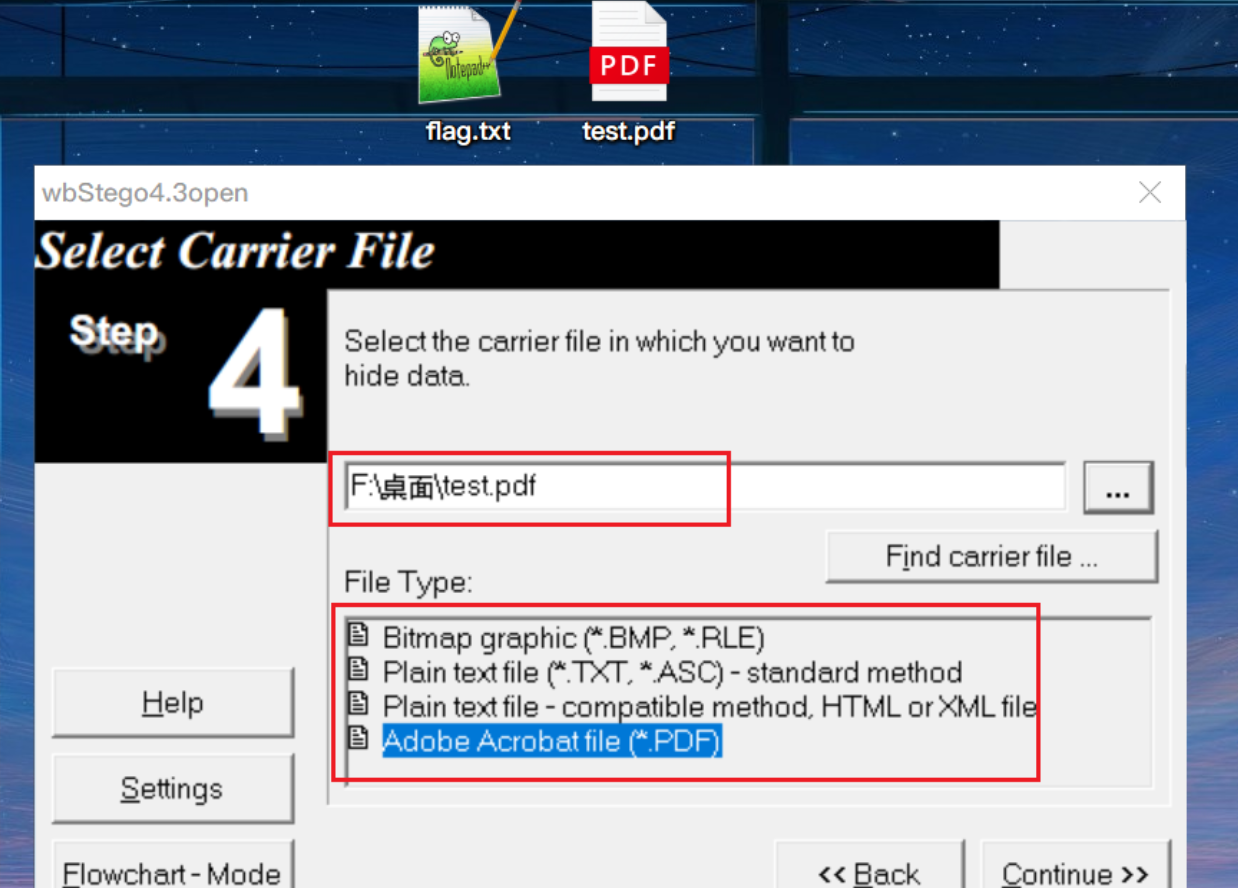 Notepad++
PDF
flag.txt
test.pdf
wbStego4.3open
Select Carrier File
Step 4
Select the carrier file in which you want to
hide data.
F:\桌面\test.pdf
...
Find carrier file ...
File Type:
Bitmap graphic (*.BMP, *.RLE)
Plain text file (*.TXT, *.ASC) - standard method
Plain text file - compatible method, HTML or XML file
Adobe Acrobat file (*.PDF)
Help
Settings
Flowchart - Mode
<< Back
Continue >>